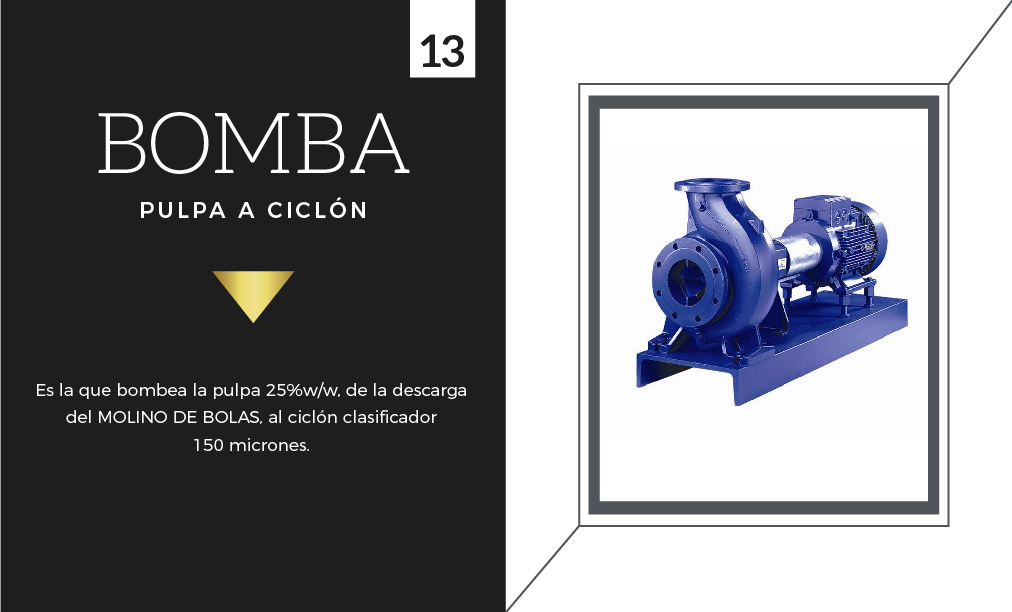 13
BOMBA
PULPA A CICLÓN
Es la que bombea la pulpa 25%w/w, de la descarga
del MOLINO DE BOLAS, al ciclón clasificador
150 micrones.